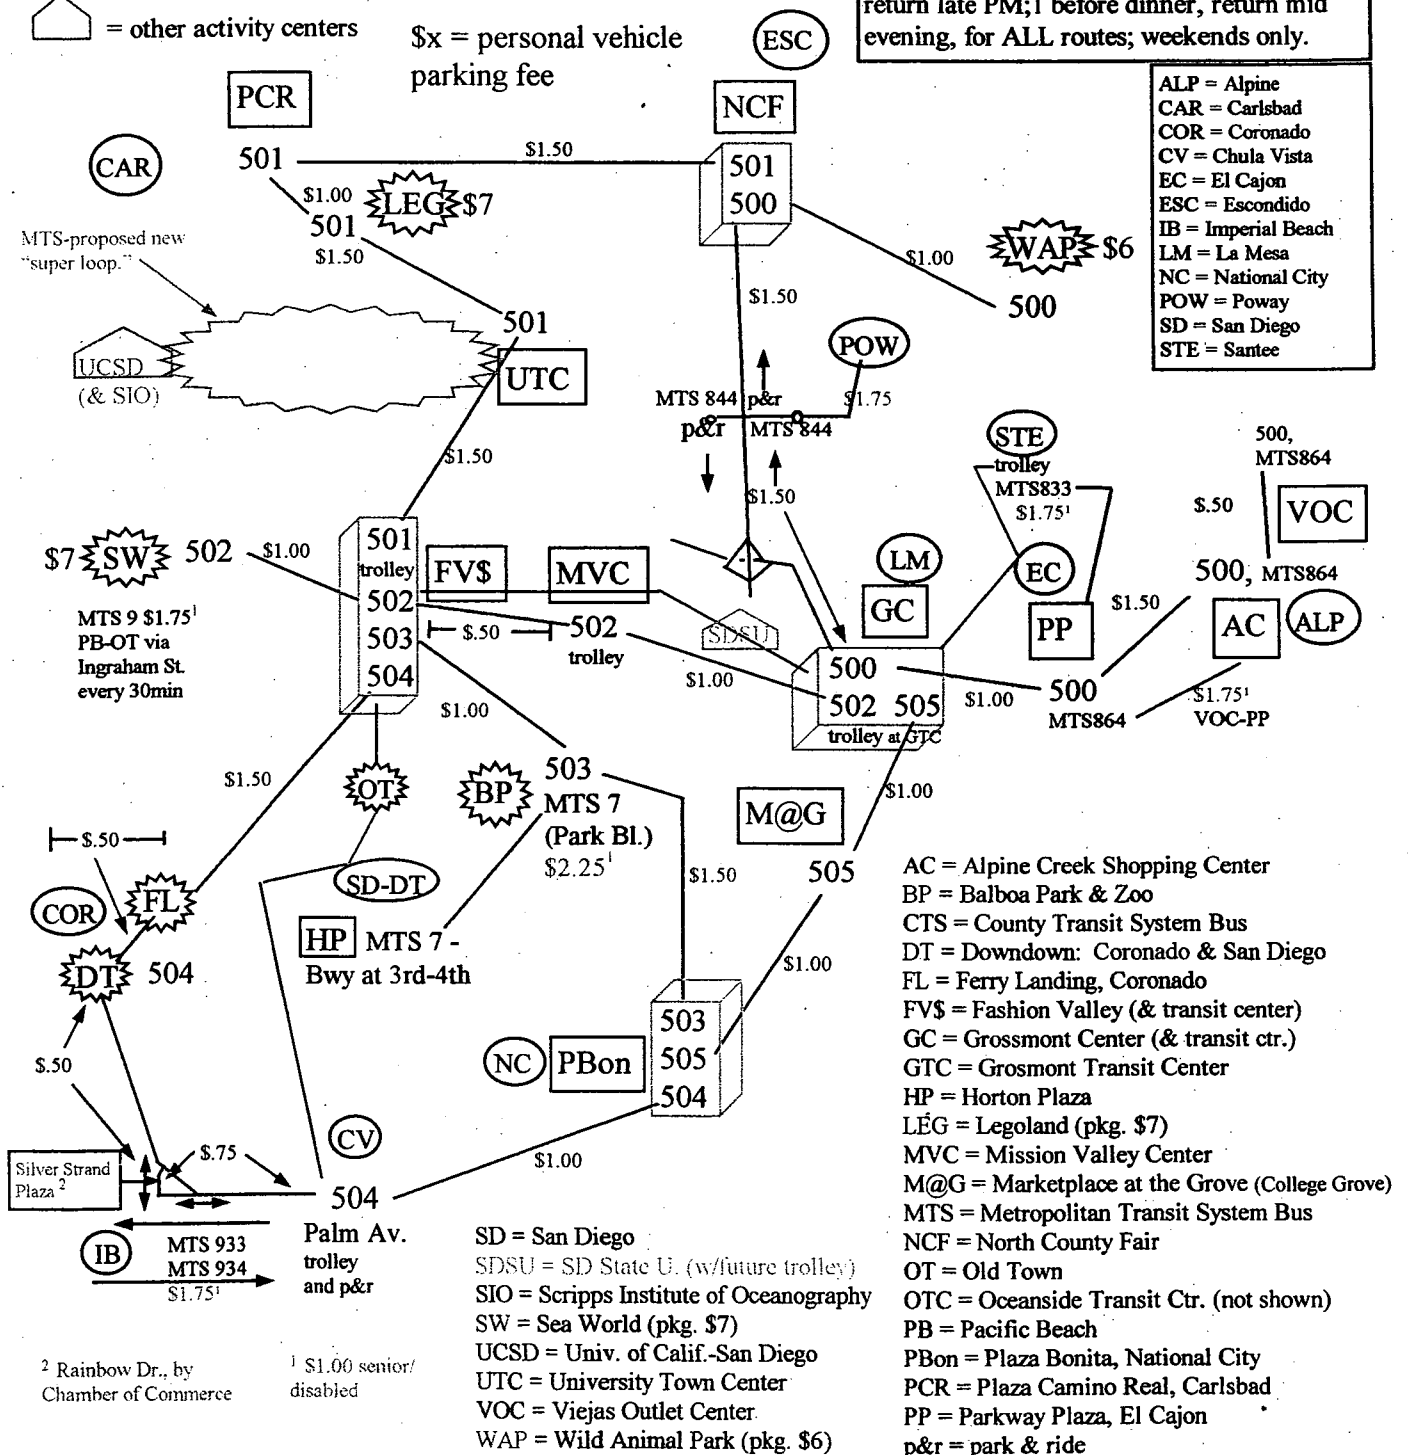 return late PM;1 before dinner, return mid
evening, for ALL routes; weekends only.
= other activity centers
$x = personal vehicle
parking fee
ESC
PCR
NCF
ALP = Alpine
CAR = Carlsbad
COR = Coronado
CV = Chula Vista
EC = El Cajon
ESC = Escondido
IB = Imperial Beach
LM = La Mesa
NC = National City
POW = Poway
SD = San Diego
STE = Santee
CAR
501
$1.50
501
500
$1.00
LEG $7
501
$1.50
MTS-proposed new
"super loop."
WAP $6
$1.00
500
$1.50
501
UCSD
(& SIO)
UTC
POW
MTS 844
p&r
$1.75
p&r
MTS 844
$1.50
$1.50
STE
trolley
MTS833
$1.75¹
500,
MTS864
$.50
VOC
$7 SW 502
$1.00
501
trolley
502
503
504
FV$
MVC
LM
GC
EC
PP
500, MTS864
$1.50
AC
ALP
MTS 9 $1.75¹
PB-OT via
Ingraham St.
every 30min
$.50
502
trolley
SDSU
$1.00
500
502 505
trolley at GTC
$1.00
500
MTS864
$1.75¹
VOC-PP
$1.00
$1.50
OT
BP
503
MTS 7
(Park Bl.)
$2.25¹
M@G
$1.00
$.50
SD-DT
$1.50
505
COR
FL
HP
MTS 7 -
Bwy at 3rd-4th
DT
504
$1.00
503
505
504
NC
PBon
$.50
CV
$.75
$1.00
Silver Strand
Plaza ²
504
Palm Av.
trolley
and p&r
IB
MTS 933
MTS 934
$1.75¹
² Rainbow Dr., by
Chamber of Commerce
¹ $1.00 senior/
disabled
SD = San Diego
SDSU = SD State U. (w/future trolley)
SIO = Scripps Institute of Oceanography
SW = Sea World (pkg. $7)
UCSD = Univ. of Calif.-San Diego
UTC = University Town Center
VOC = Viejas Outlet Center
WAP = Wild Animal Park (pkg. $6)
AC = Alpine Creek Shopping Center
BP = Balboa Park & Zoo
CTS = County Transit System Bus
DT = Downdown: Coronado & San Diego
FL = Ferry Landing, Coronado
FV$ = Fashion Valley (& transit center)
GC = Grossmont Center (& transit ctr.)
GTC = Grosmont Transit Center
HP = Horton Plaza
LEG = Legoland (pkg. $7)
MVC = Mission Valley Center
M@G = Marketplace at the Grove (College Grove)
MTS = Metropolitan Transit System Bus
NCF = North County Fair
OT = Old Town
OTC = Oceanside Transit Ctr. (not shown)
PB = Pacific Beach
PBon = Plaza Bonita, National City
PCR = Plaza Camino Real, Carlsbad
PP = Parkway Plaza, El Cajon
p&r = park & ride